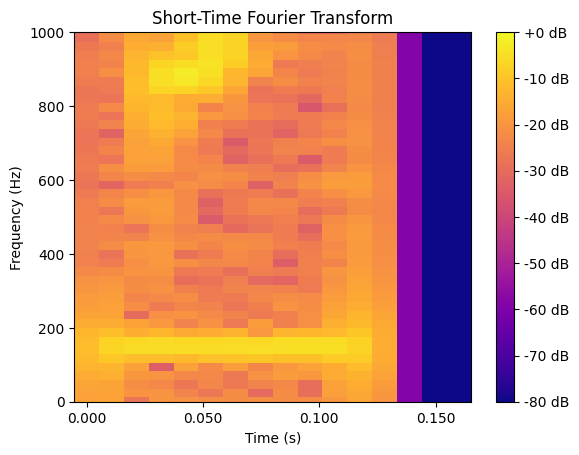 Short-Time Fourier Transform
1000
800
600
400
200
0
Frequency (Hz)
0.000
0.050
0.100
0.150
Time (s)
+0 dB
-10 dB
-20 dB
-30 dB
-40 dB
-50 dB
-60 dB
-70 dB
-80 dB